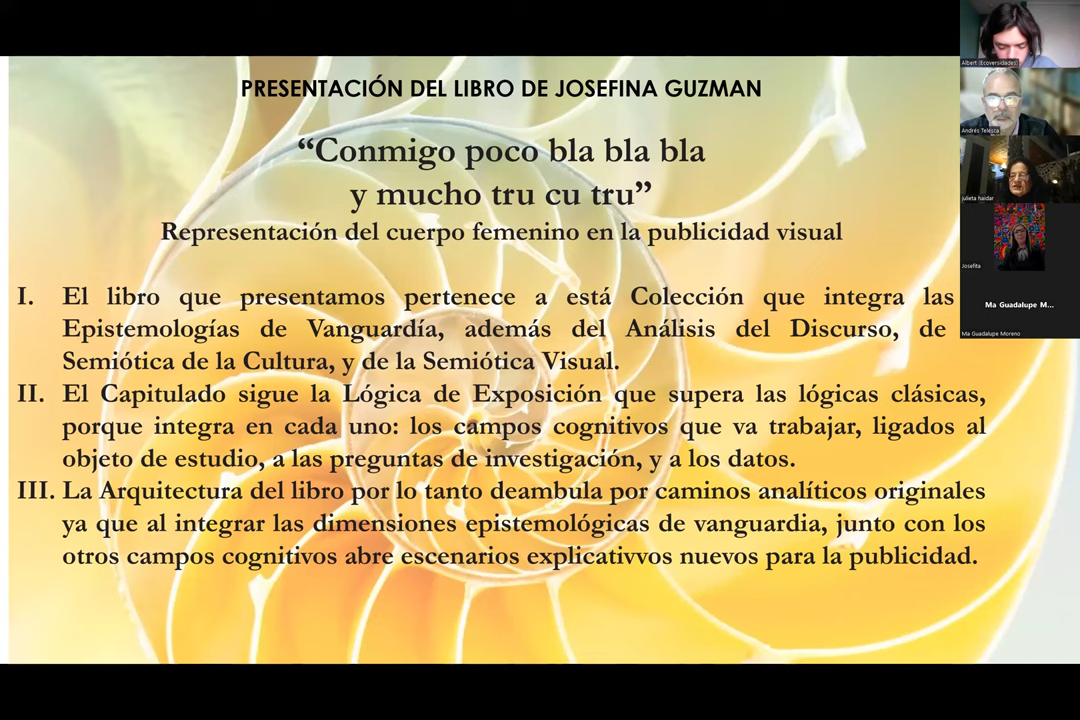 PRESENTACIÓN DEL LIBRO DE JOSEFINA GUZMAN
“Conmigo poco bla bla bla
y mucho tru cu tru”
Representación del cuerpo femenino en la publicidad visual
I. El libro que presentamos pertenece a está Colección que integra las
Epistemologías de Vanguardía, además del Análisis del Discurso, de
Semiótica de la Cultura, y de la Semiótica Visual.
II. El Capitulado sigue la Lógica de Exposición que supera las lógicas clásicas,
porque integra en cada uno: los campos cognitivos que va trabajar, ligados al
objeto de estudio, a las preguntas de investigación, y a los datos.
III. La Arquitectura del libro por lo tanto deambula por caminos analíticos originales
ya que al integrar las dimensiones epistemológicas de vanguardia, junto con los
otros campos cognitivos abre escenarios explicativvos nuevos para la publicidad.
Albert (Ecoversidades)
Andrés Telesca
julieta haidar
Josefita
Ma Guadalupe M...
Ma Guadalupe Moreno